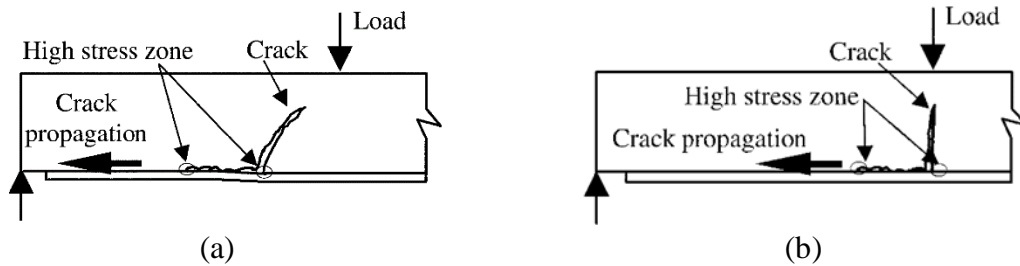 Load
High stress zone
Crack
Crack
propagation
(a)
Load
Crack
High stress zone
Crack propagation
(b)